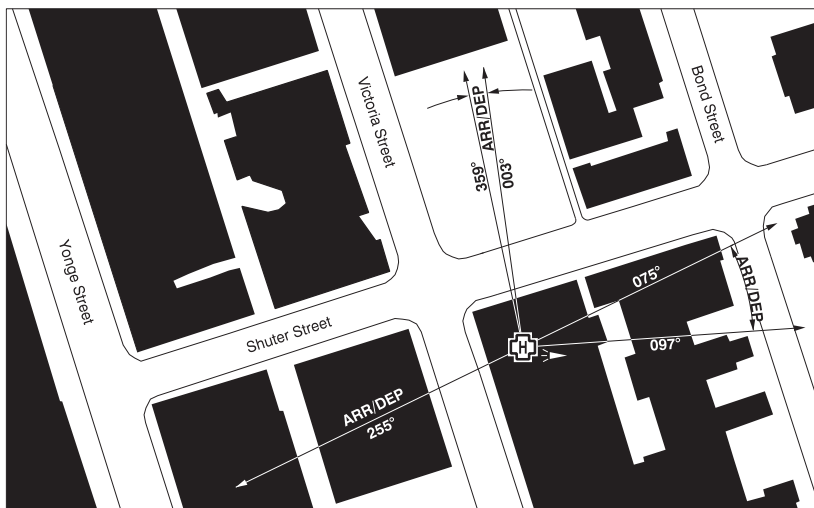 Victoria Street
Bond Street
ARR/DEP
359°
003°
Yonge Street
Shuter Street
075°
ARR/DEP
097°
H
ARR/DEP
255°